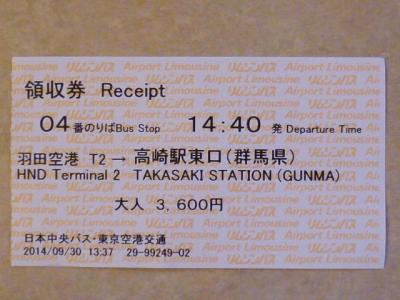 領収券 Receipt
04 番のりばBus Stop 14:40 発 Departure Time
羽田空港 T2 → 高崎駅東口(群馬県)
HND Terminal 2 TAKASAKI STATION (GUNMA)
大人 3,600円
日本中央バス・東京空港交通
2014/09/30 13:37 29-99249-02